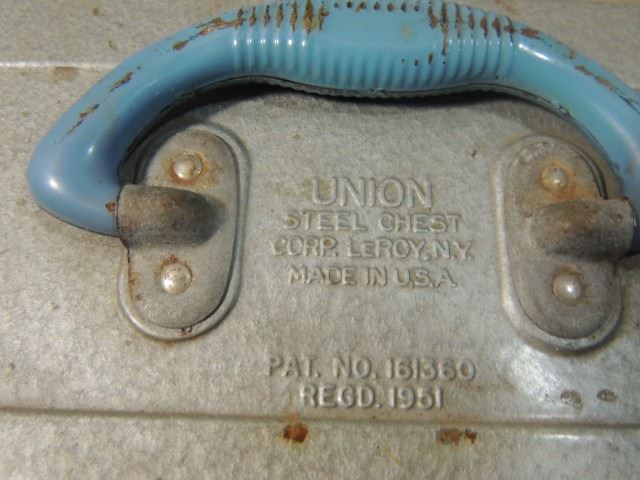 UNION
STEEL CHEST
CORP. LEROY, N.Y.
MADE IN U.S.A
PAT. NO. 161360
REGD. 1951